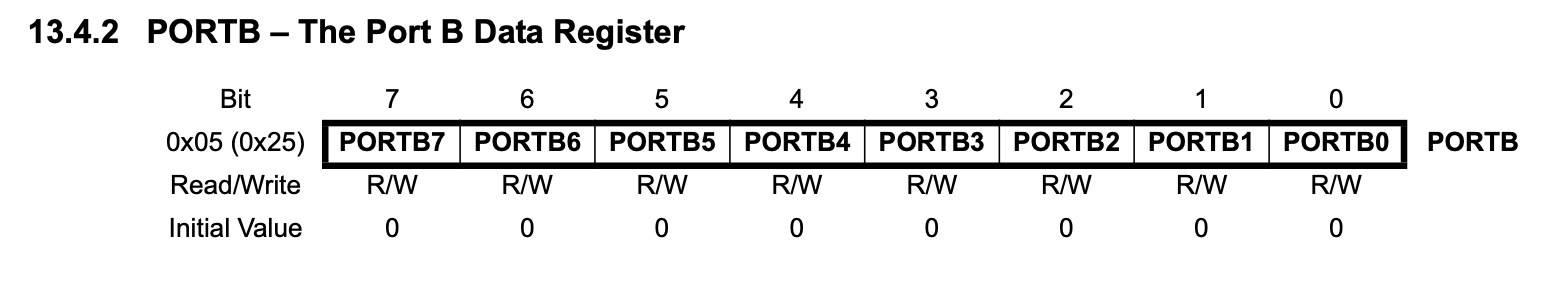 13.4.2 PORTB – The Port B Data Register
Bit 7 6 5 4 3 2 1 0
0x05 (0x25) PORTB7 PORTB6 PORTB5 PORTB4 PORTB3 PORTB2 PORTB1 PORTB0 PORTB
Read/Write R/W R/W R/W R/W R/W R/W R/W R/W
Initial Value 0 0 0 0 0 0 0 0